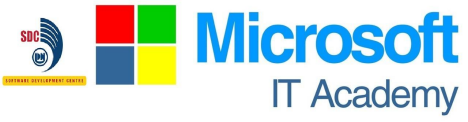 SDC
SOFTWARE DEVELOPMENT CENTRE
Microsoft
IT Academy